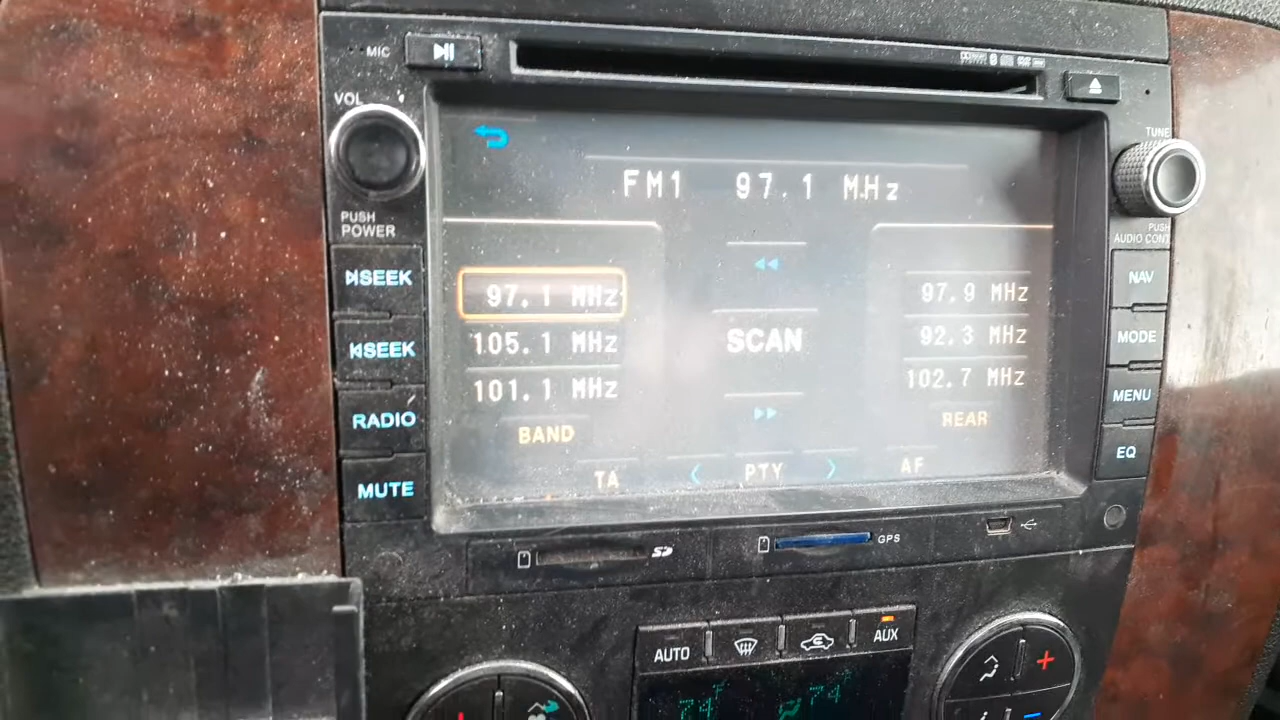 MIC
VOL
TUNE
FM1 97.1 MHz
PUSH
POWER
PUSH
AUDIO CONT
SEEK
97.1 MHz
97.9 MHz
NAV
SEEK
105.1 MHz
SCAN
92.3 MHz
MODE
101.1 MHz
102.7 MHz
MENU
RADIO
BAND
REAR
EQ
MUTE
TA
PTY
AF
SD
GPS
AUTO
AUX
74°
74°